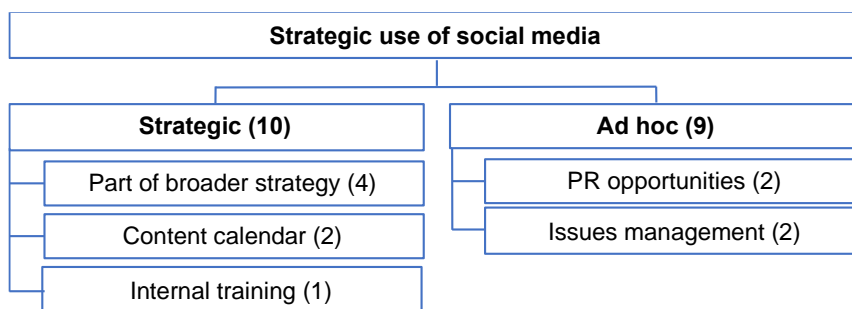 Strategic use of social media
Strategic (10)
Part of broader strategy (4)
Content calendar (2)
Internal training (1)
Ad hoc (9)
PR opportunities (2)
Issues management (2)